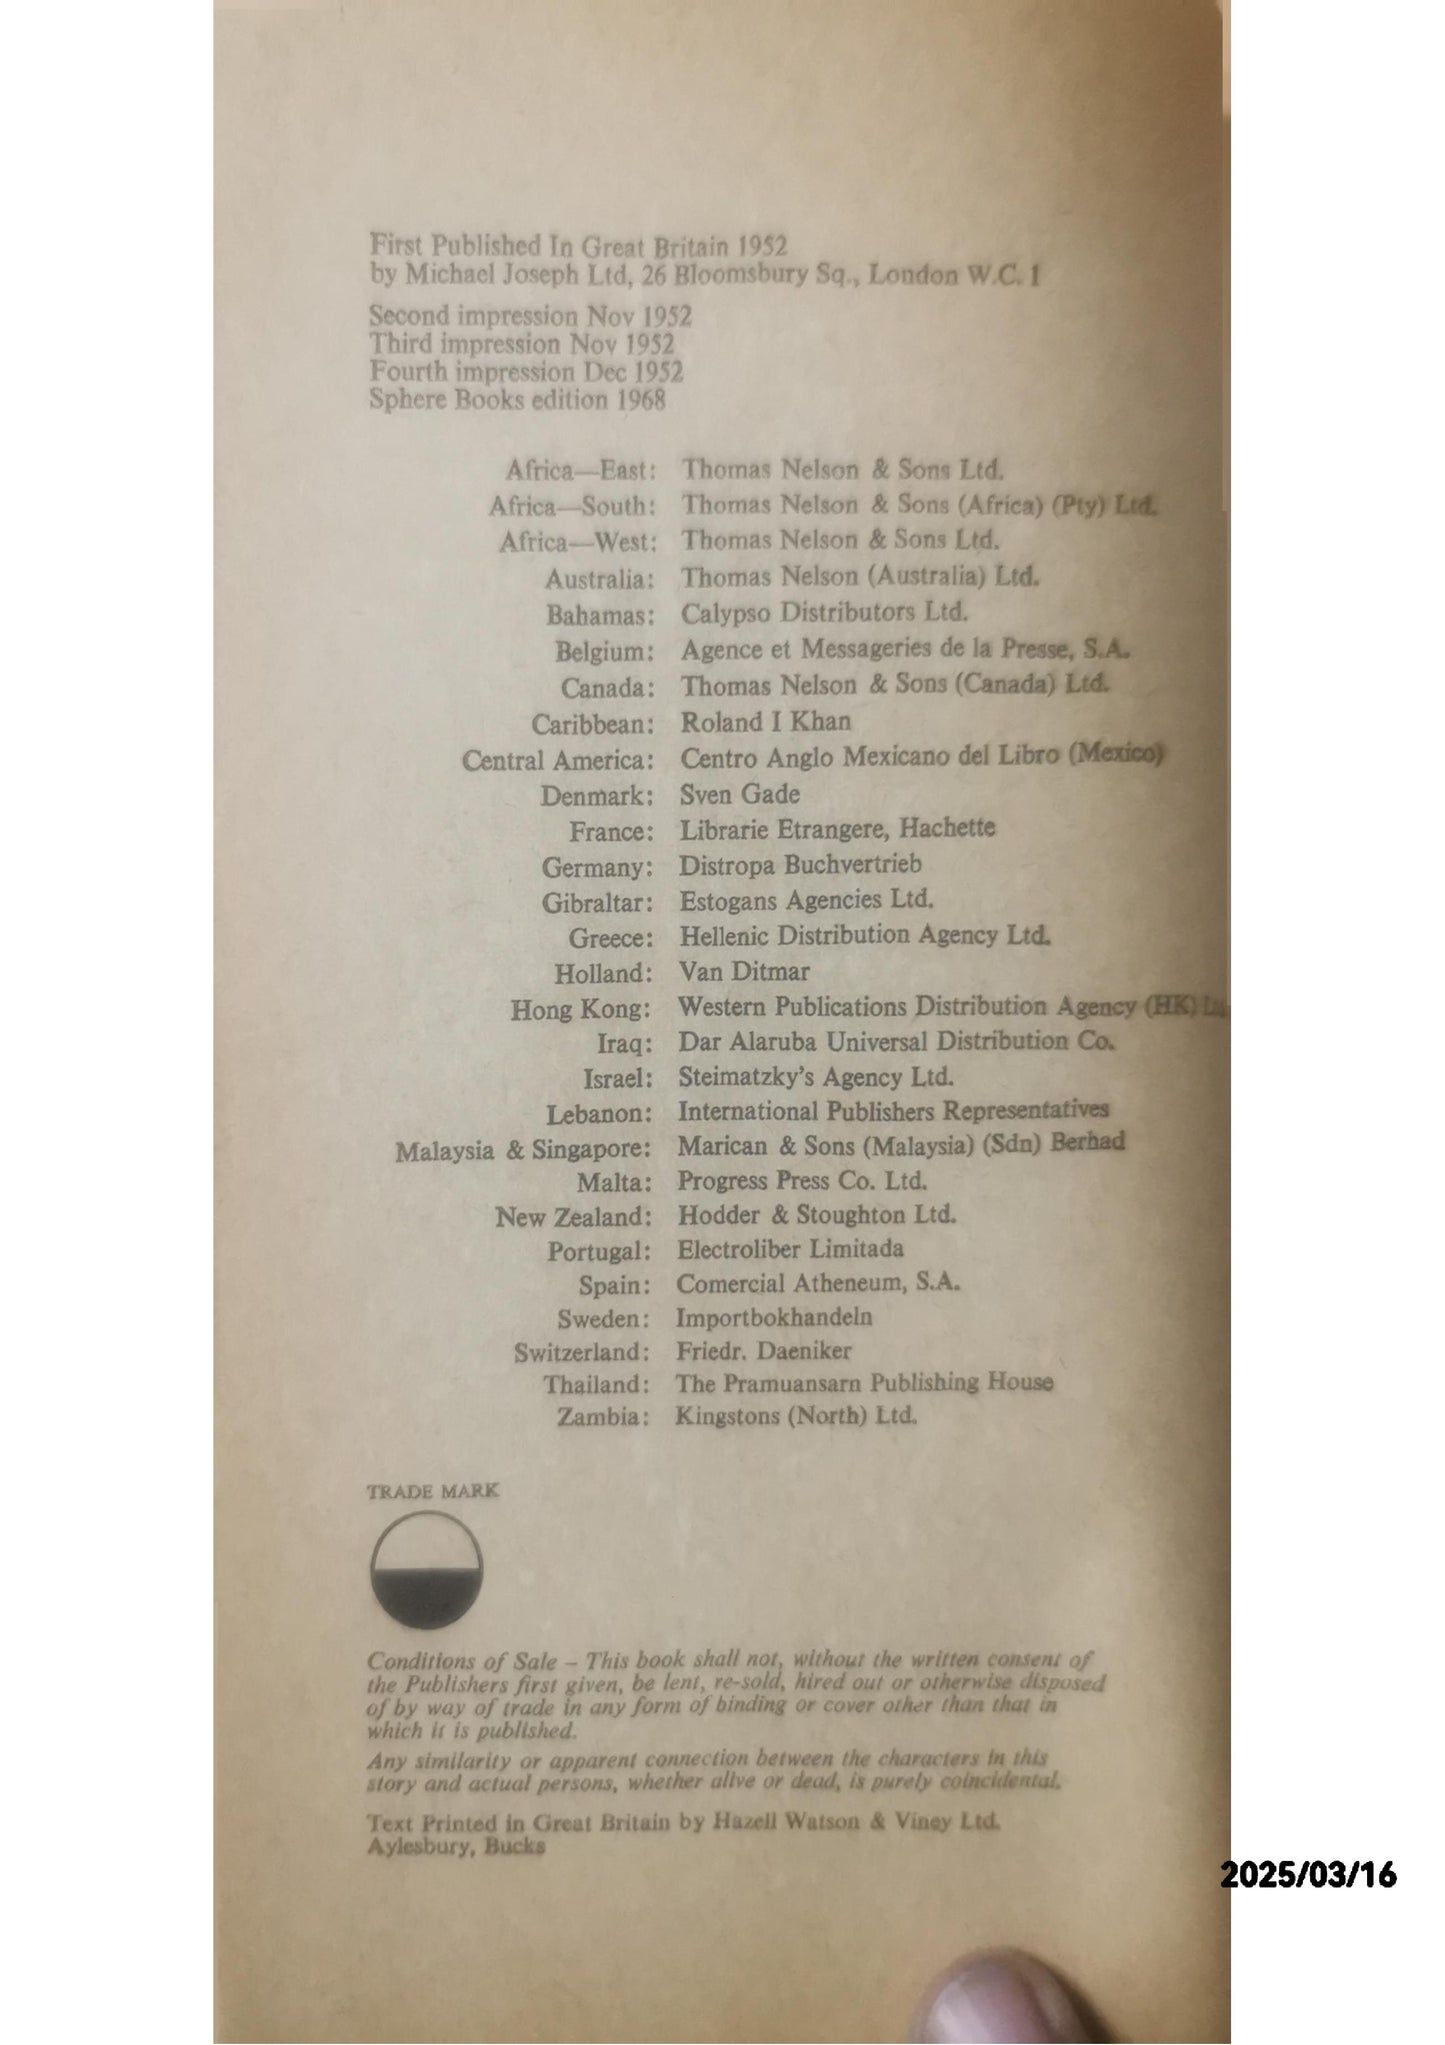 First Published In Great Britain 1952
by Michael Joseph Ltd, 26 Bloomsbury Sq., London W.C. 1
Second impression Nov 1952
Third impression Nov 1952
Fourth impression Dec 1952
Sphere Books edition 1968
Africa—East: Thomas Nelson & Sons Ltd.
Africa—South: Thomas Nelson & Sons (Africa) (Pty) Ltd.
Africa—West: Thomas Nelson & Sons Ltd.
Australia: Thomas Nelson (Australia) Ltd.
Bahamas: Calypso Distributors Ltd.
Belgium: Agence et Messageries de la Presse, S.A.
Canada: Thomas Nelson & Sons (Canada) Ltd.
Caribbean: Roland I Khan
Central America: Centro Anglo Mexicano del Libro (Mexico)
Denmark: Sven Gade
France: Librarie Etrangere, Hachette
Germany: Distropa Buchvertrieb
Gibraltar: Estogans Agencies Ltd.
Greece: Hellenic Distribution Agency Ltd.
Holland: Van Ditmar
Hong Kong: Western Publications Distribution Agency (HK)
Iraq: Dar Alaruba Universal Distribution Co.
Israel: Steimatzky's Agency Ltd.
Lebanon: International Publishers Representatives
Malaysia & Singapore: Marican & Sons (Malaysia) (Sdn) Berhad
Malta: Progress Press Co. Ltd.
New Zealand: Hodder & Stoughton Ltd.
Portugal: Electroliber Limitada
Spain: Comercial Atheneum, S.A.
Sweden: Importbokhandeln
Switzerland: Friedr. Daeniker
Thailand: The Pramuansarn Publishing House
Zambia: Kingstons (North) Ltd.
TRADE MARK
Conditions of Sale – This book shall not, without the written consent of
the Publishers first given, be lent, re-sold, hired out or otherwise disposed
of by way of trade in any form of binding or cover other than that in
which it is published.
Any similarity or apparent connection between the characters in this
story and actual persons, whether alive or dead, is purely coincidental.
Text Printed in Great Britain by Hazell Watson & Viney Ltd.
Aylesbury, Bucks
2025/03/16